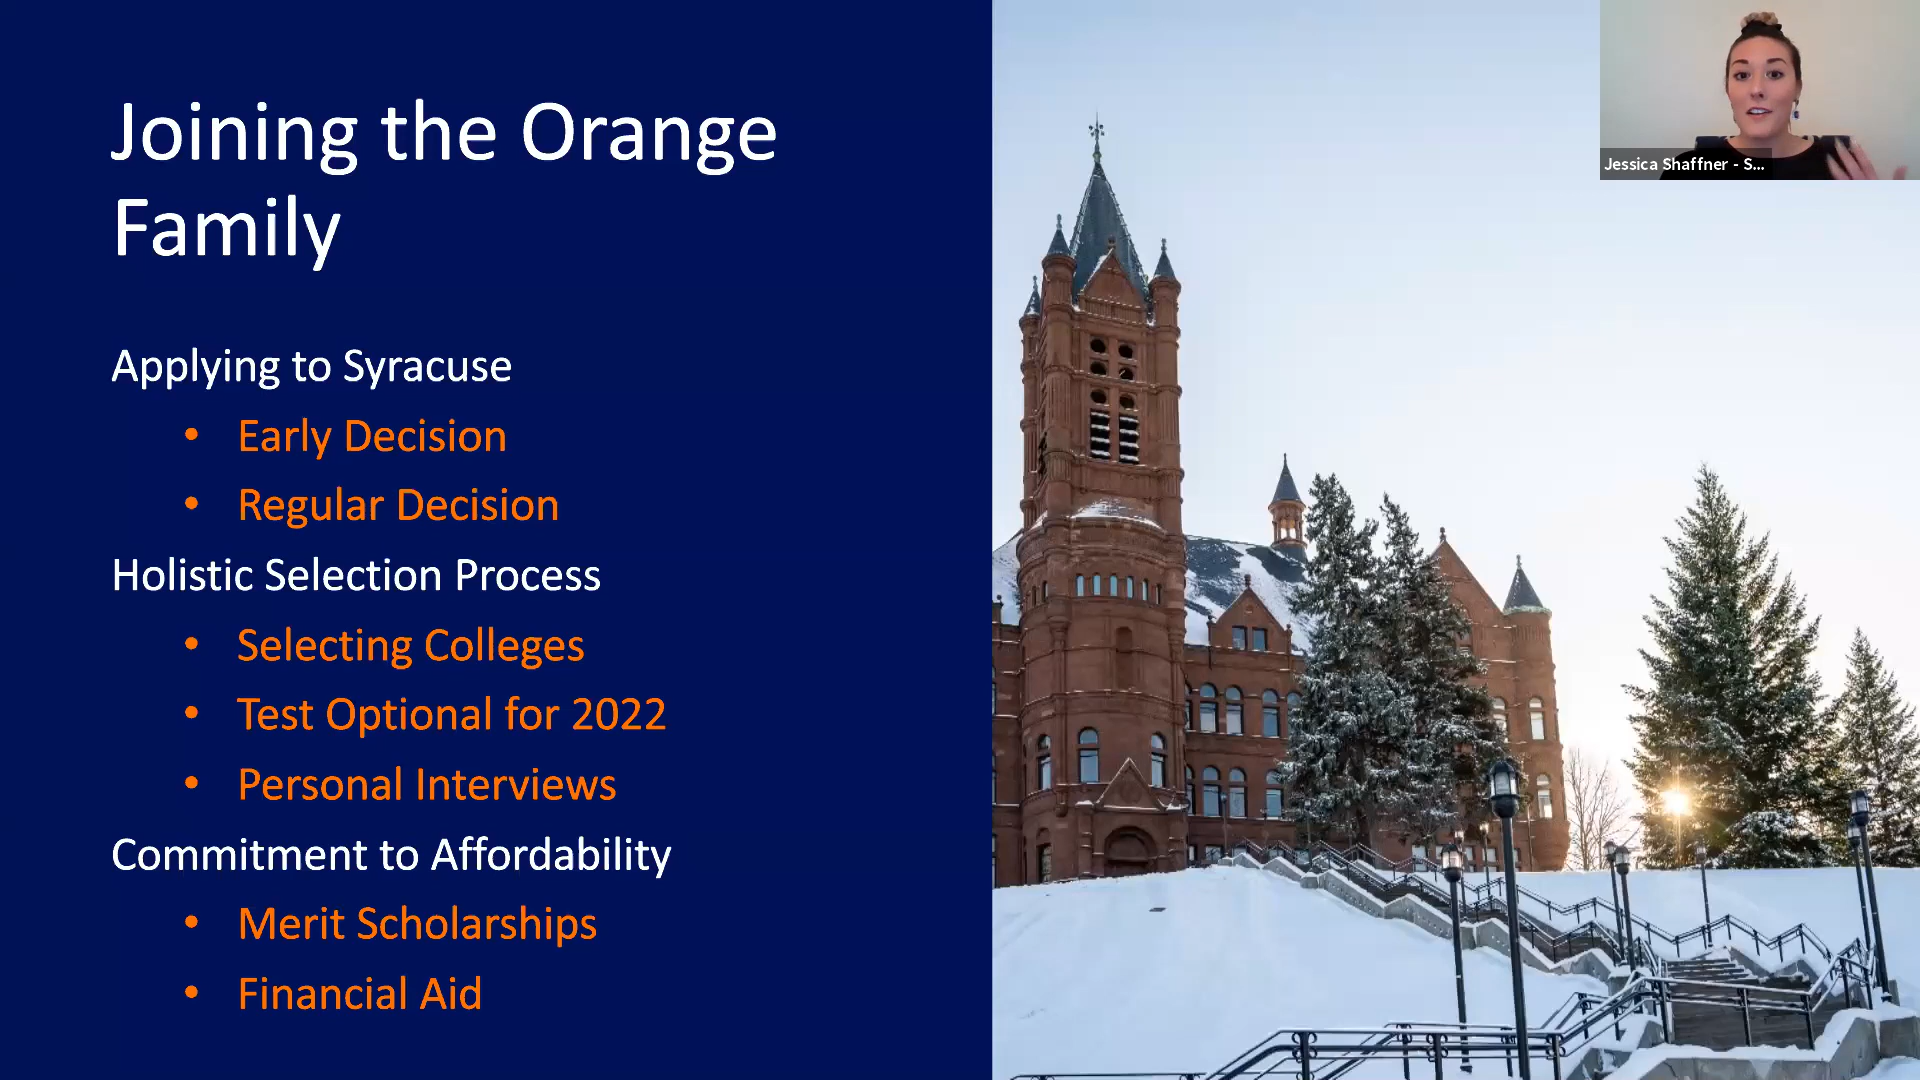 Joining the Orange
Family
Applying to Syracuse
• Early Decision
• Regular Decision
Holistic Selection Process
• Selecting Colleges
• Test Optional for 2022
• Personal Interviews
Commitment to Affordability
• Merit Scholarships
• Financial Aid
Jessica Shaffner - S...